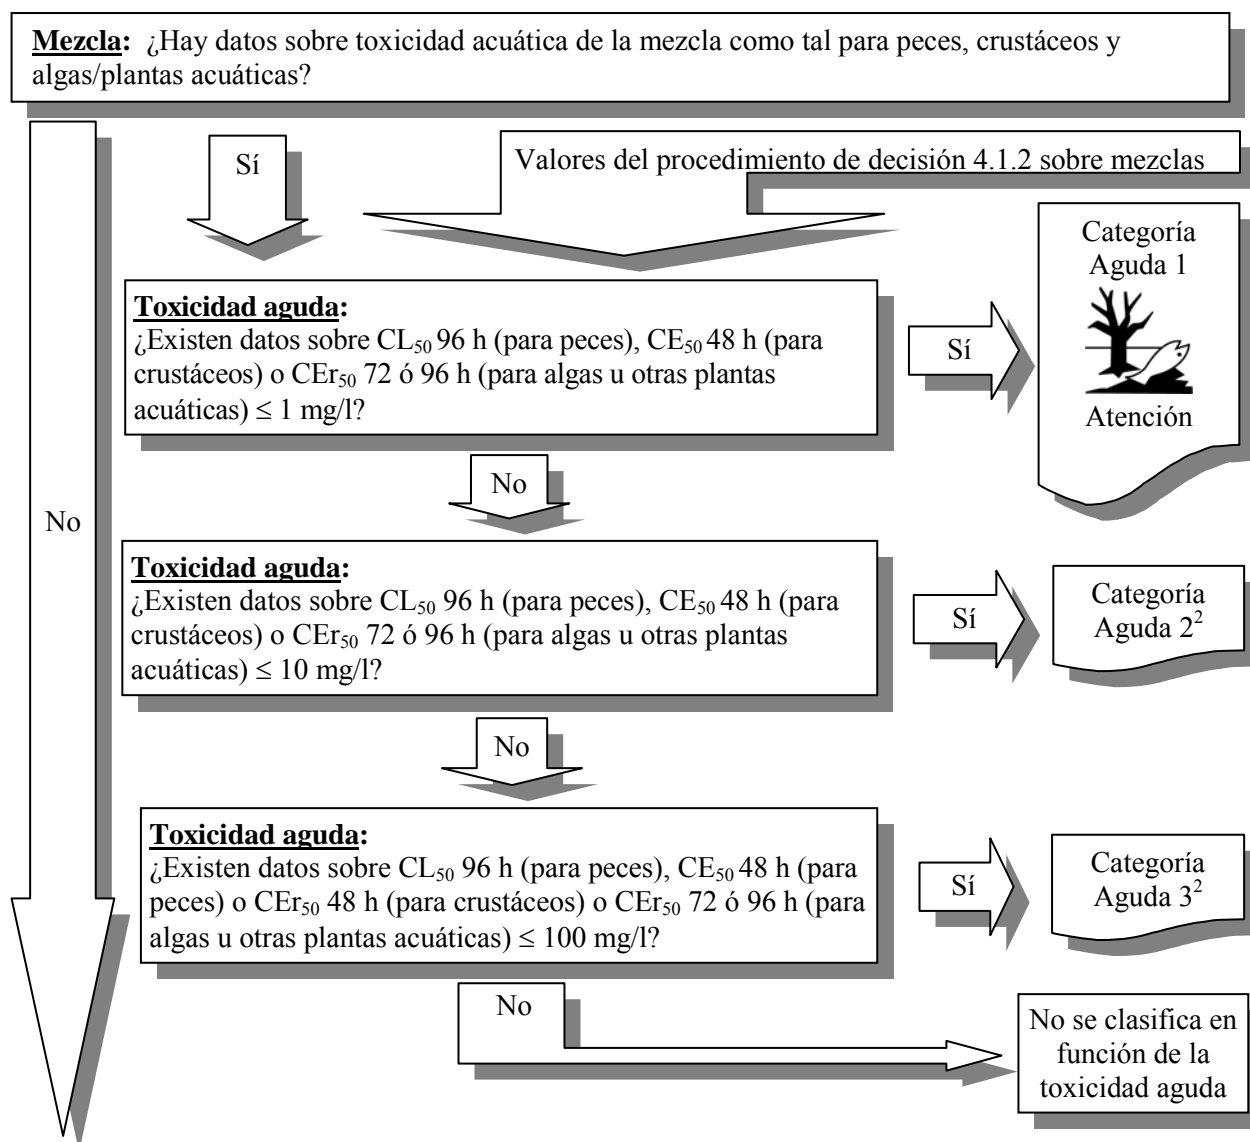 Mezcla: ¿Hay datos sobre toxicidad acuática de la mezcla como tal para peces, crustáceos y
algas/plantas acuáticas?
Sí
Valores del procedimiento de decisión 4.1.2 sobre mezclas
Toxicidad aguda:
¿Existen datos sobre CL50 96 h (para peces), CE50 48 h (para
crustáceos) o CEr50 72 ó 96 h (para algas u otras plantas
acuáticas) ≤ 1 mg/l?
Sí
Categoría
Aguda 1
Atención
No
No
Toxicidad aguda:
¿Existen datos sobre CL50 96 h (para peces), CE50 48 h (para
crustáceos) o CEr50 72 ó 96 h (para algas u otras plantas
acuáticas) ≤ 10 mg/l?
Sí
Categoría
Aguda 2²
No
Toxicidad aguda:
¿Existen datos sobre CL50 96 h (para peces), CE50 48 h (para
peces) o CEr50 48 h (para crustáceos) o CEr50 72 ó 96 h (para
algas u otras plantas acuáticas) ≤ 100 mg/l?
Sí
Categoría
Aguda 3²
No
No se clasifica en
función de la
toxicidad aguda